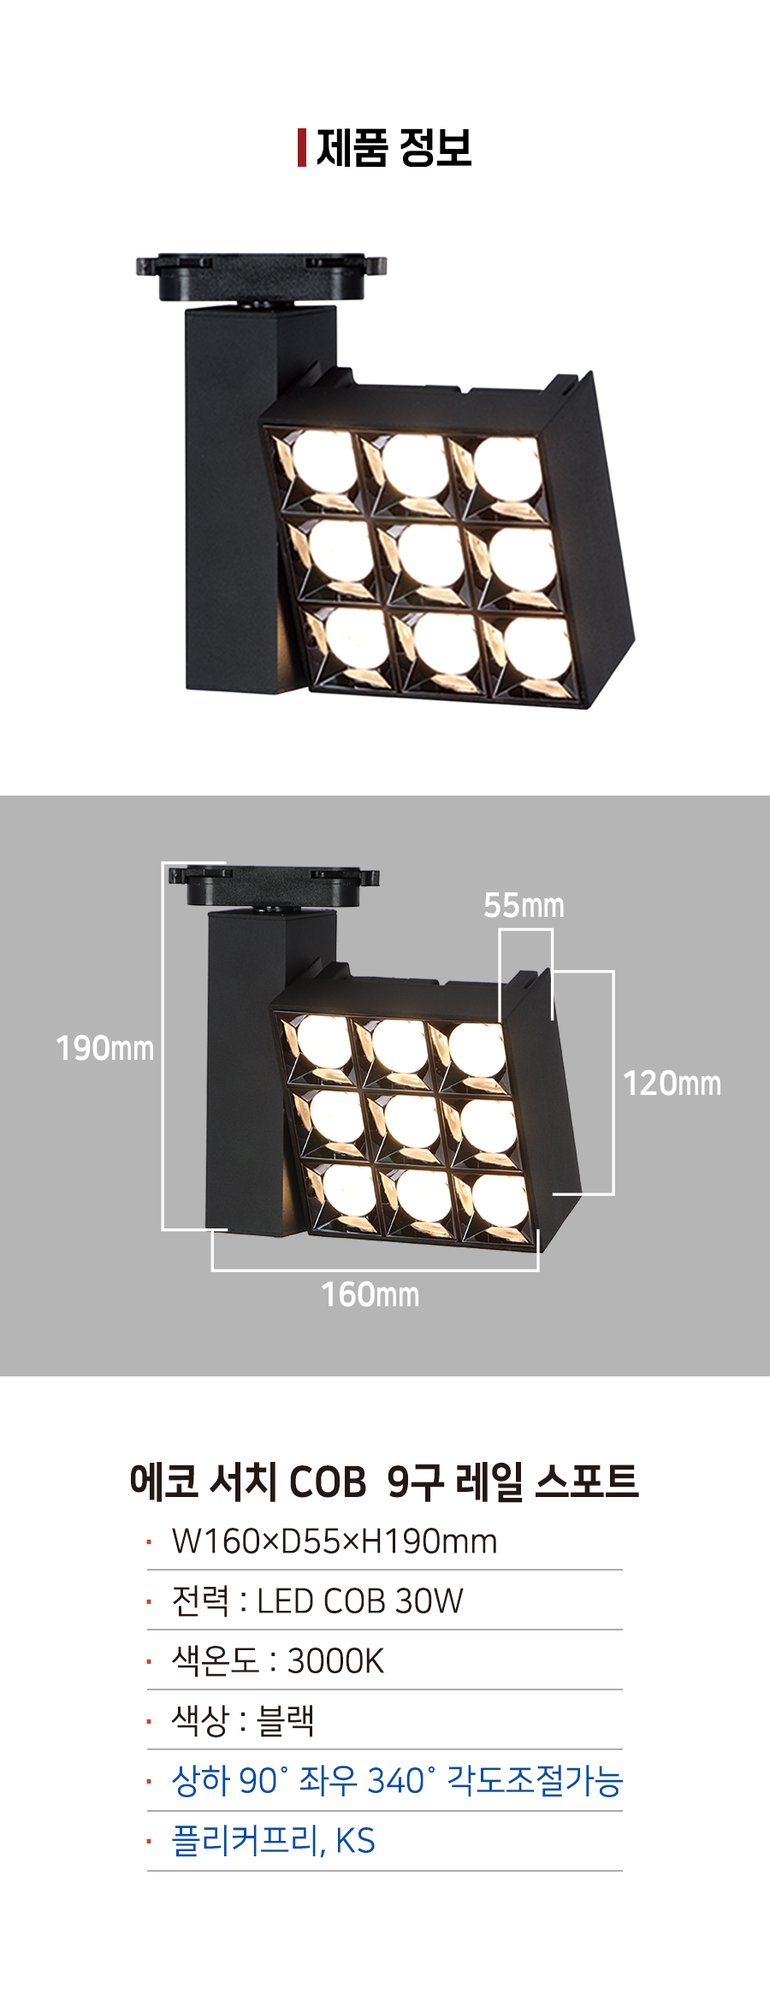 제품 정보
55mm
190mm
120mm
160mm
에코 서치 COB 9구 레일 스포트
· W160×D55×H190mm
· 전력 : LED COB 30W
· 색온도 : 3000K
· 색상 : 블랙
· 상하 90˚ 좌우 340˚ 각도조절가능
· 플리커프리, KS